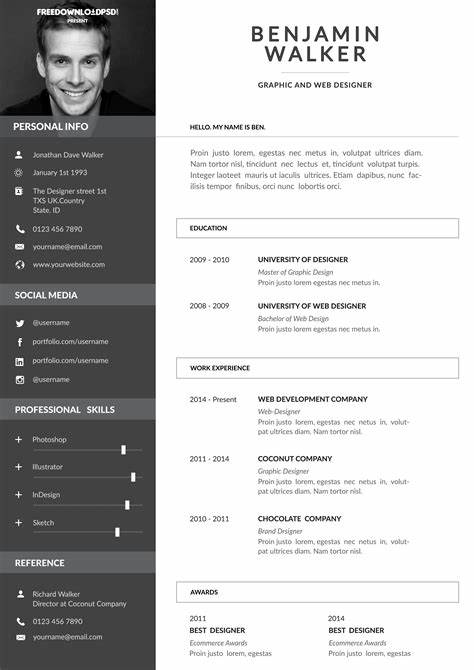 FREEDOWNLOADPSD!
PRESENT
PERSONAL INFO
Jonathan Dave Walker
January 1st 1993
The Designer street 1st
TXS UK.Country
State. ID
0123 456 7890
yourname@email.com
www.yourwebsite.com
SOCIAL MEDIA
@username
portfolio.com/username
portfolio.com/username
@username
PROFESSIONAL SKILLS
Photoshop
Illustrator
InDesign
Sketch
REFERENCE
Richard Walker
Director at Coconut Company
0123 456 7890
yourname@email.com
BENJAMIN
WALKER
GRAPHIC AND WEB DESIGNER
HELLO. MY NAME IS BEN.
Proin justo lorem, egestas nec metus in, volutpat ultrices diam.
Nam tortor nisl, tincidunt nec lectus et, tincidunt fringilla nunc.
Integer laoreet mauris ut iaculis ultrices. Etiam dapibus, nunc fac-
ilisis tempor finibus, orci nunc lobortis orci.
EDUCATION
2009 - 2010
UNIVERSITY OF DESIGNER
Master of Graphic Design
Proin justo lorem egestas nec metus in.
2008 - 2009
UNIVERSITY OF WEB DESIGNER
Bachelor of Web Design
Proin justo lorem egestas nec metus in.
WORK EXPERIENCE
2014 - Present
WEB DEVELOPMENT COMPANY
Web-Designer
Proin justo lorem, egestas nec netus in, volut-
pat ultrices diam. Nam tortor nisl.
2011 - 2014
COCONUT COMPANY
Graphic Designer
Proin justo lorem, egestas nec netus in, volut-
pat ultrices diam. Nam tortor nisl.
2010 - 2011
CHOCOLATE COMPANY
Brand Drsigner
Proin justo lorem, egestas nec netus in, volut-
pat ultrices diam. Nam tortor nisl.
AWARDS
2011
BEST DESIGNER
Ecommerce Awards
Proin justo lorem, egestas
2014
BEST DESIGNER
Ecommerce Awards
Proin justo lorem, egestas